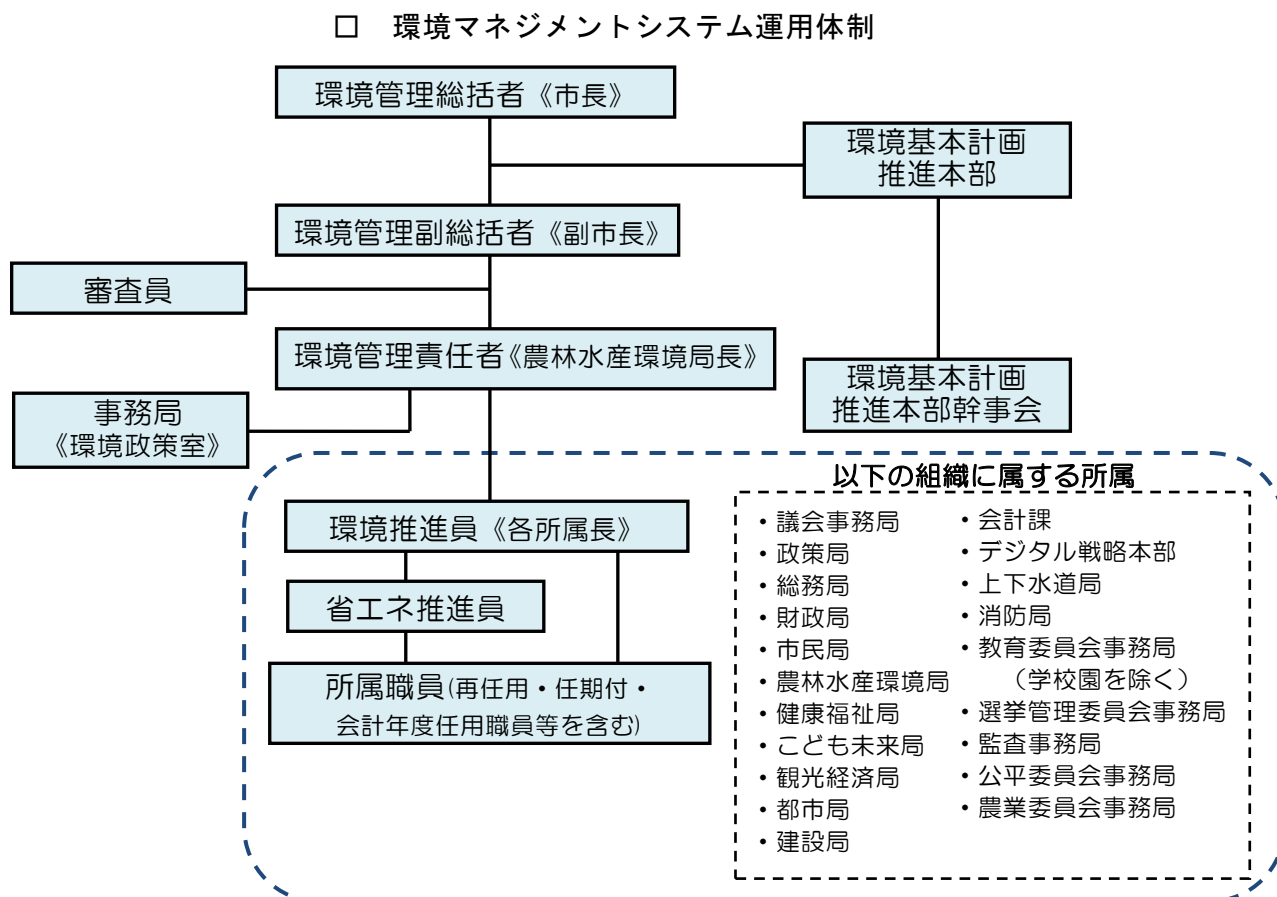 □ 環境マネジメントシステム運用体制
環境管理総括者《市長》
環境基本計画
推進本部
環境管理副総括者《副市長》
審査員
環境管理責任者《農林水産環境局長》
環境基本計画
推進本部幹事会
事務局
《環境政策室》
以下の組織に属する所属
環境推進員《各所属長》
省エネ推進員
所属職員(再任用・任期付・
会計年度任用職員等を含む)
・議会事務局
・政策局
・総務局
・財政局
・市民局
・農林水産環境局
・健康福祉局
・こども未来局
・観光経済局
・都市局
・建設局
・会計課
・デジタル戦略本部
・上下水道局
・消防局
・教育委員会事務局
（学校園を除く）
・選挙管理委員会事務局
・監査事務局
・公平委員会事務局
・農業委員会事務局